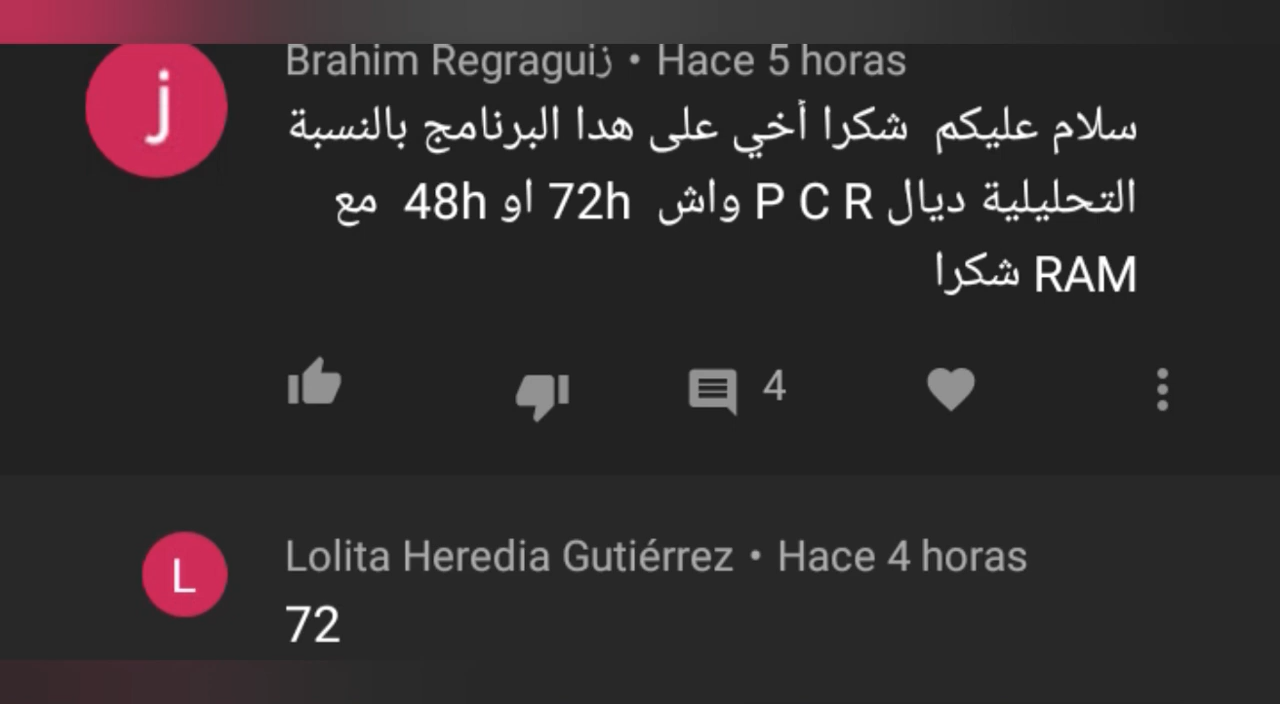 Brahim Regraguiز • Hace 5 horas
سلام عليكم شكرا أخي على هدا البرنامج بالنسبة
التحليلية ديال P C R واش 72h او 48h مع
RAM شكرا
4
j
Lolita Heredia Gutiérrez • Hace 4 horas
L
72